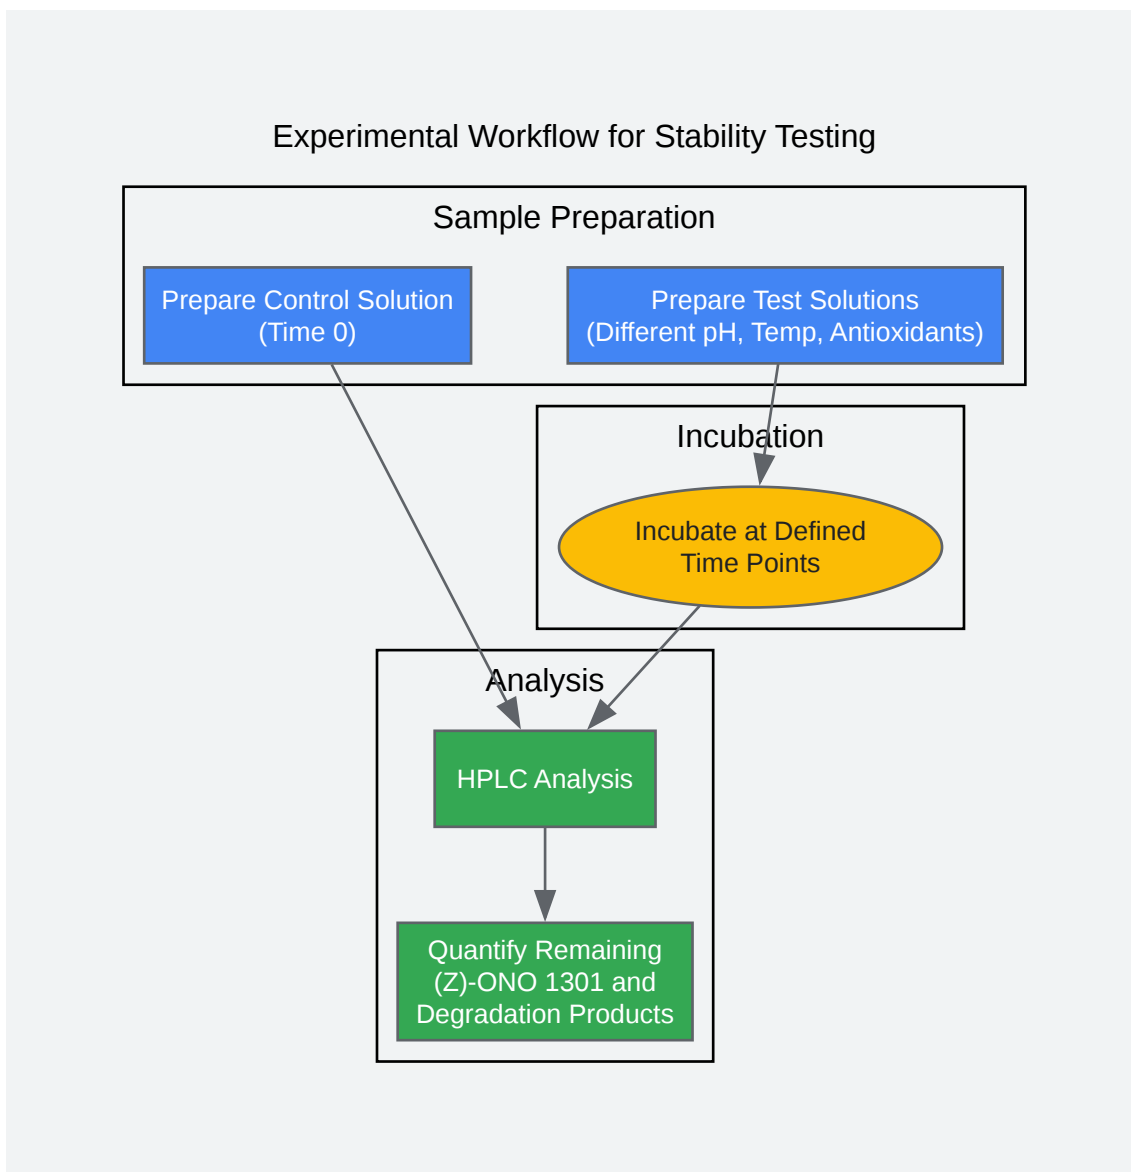 Experimental Workflow for Stability Testing
Sample Preparation
Prepare Control Solution
(Time 0)
Prepare Test Solutions
(Different pH, Temp, Antioxidants)
Incubation
Incubate at Defined
Time Points
Analysis
HPLC Analysis
Quantify Remaining
(Z)-ONO 1301 and
Degradation Products